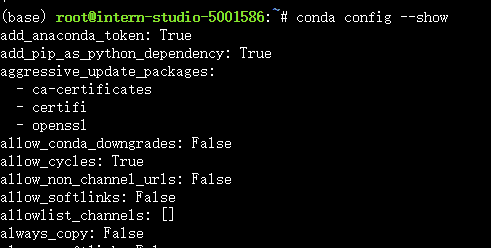 (base) root@intern-studio-5001586:~# conda config --show
add_anaconda_token: True
add_pip_as_python_dependency: True
aggressive_update_packages:
  - ca-certificates
  - certifi
  - openssl
allow_conda_downgrades: False
allow_cycles: True
allow_non_channel_urls: False
allow_softlinks: False
allowlist_channels: []
always_copy: False